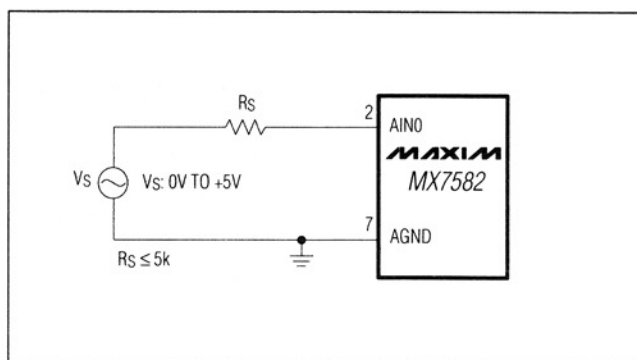 RS
2
AIN0
MAXIM
MX7582
VS
VS: 0V TO +5V
7
AGND
RS ≤ 5k